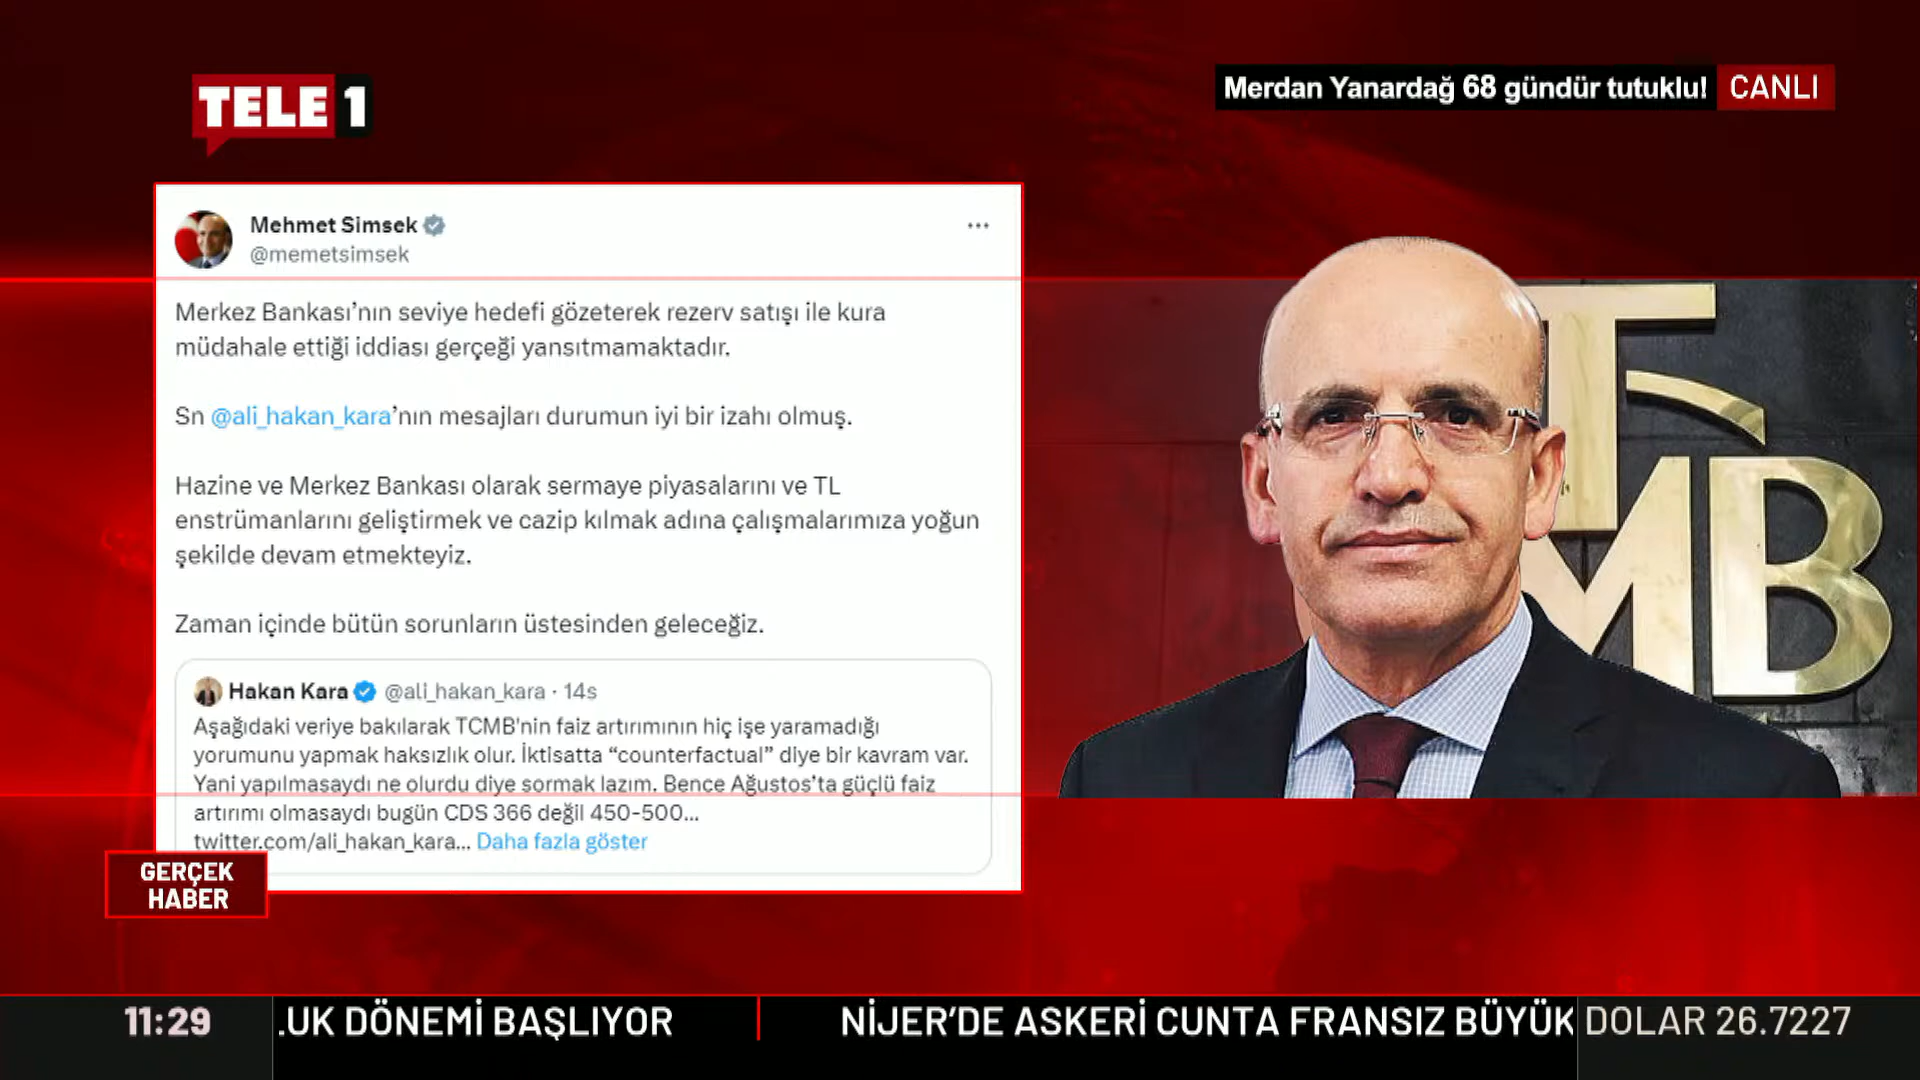 TELE 1
Merdan Yanardağ 68 gündür tutuklu!
CANLI
Mehmet Simsek
@memetsimsek
Merkez Bankası’nın seviye hedefi gözeterek rezerv satışı ile kura
müdahale ettiği iddiası gerçeği yansıtmamaktadır.
Sn @ali_hakan_kara’nın mesajları durumun iyi bir izahı olmuş.
Hazine ve Merkez Bankası olarak sermaye piyasalarını ve TL
enstrümanlarını geliştirmek ve cazip kılmak adına çalışmalarımıza yoğun
şekilde devam etmekteyiz.
Zaman içinde bütün sorunların üstesinden geleceğiz.
Hakan Kara @ali_hakan_kara · 14s
Aşağıdaki veriye bakılarak TCMB'nin faiz artırımının hiç işe yaramadığı
yorumunu yapmak haksızlık olur. İktisatta “counterfactual” diye bir kavram var.
Yani yapılmasaydı ne olurdu diye sormak lazım. Bence Ağustos’ta güçlü faiz
artırımı olmasaydı bugün CDS 366 değil 450-500...
twitter.com/ali_hakan_kara... Daha fazla göster
T
MB
GERÇEK
HABER
11:29
.UK DÖNEMİ BAŞLIYOR
NİJER’DE ASKERİ CUNTA FRANSIZ BÜYÜK
DOLAR 26.7227